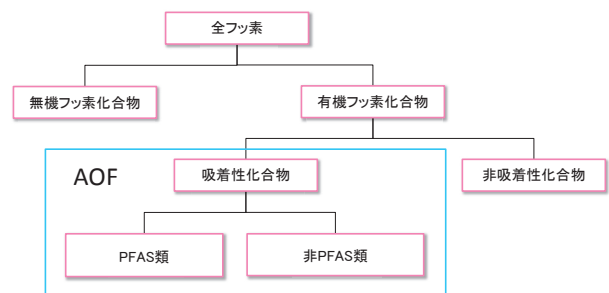 全フッ素
無機フッ素化合物
有機フッ素化合物
AOF
吸着性化合物
非吸着性化合物
PFAS類
非PFAS類